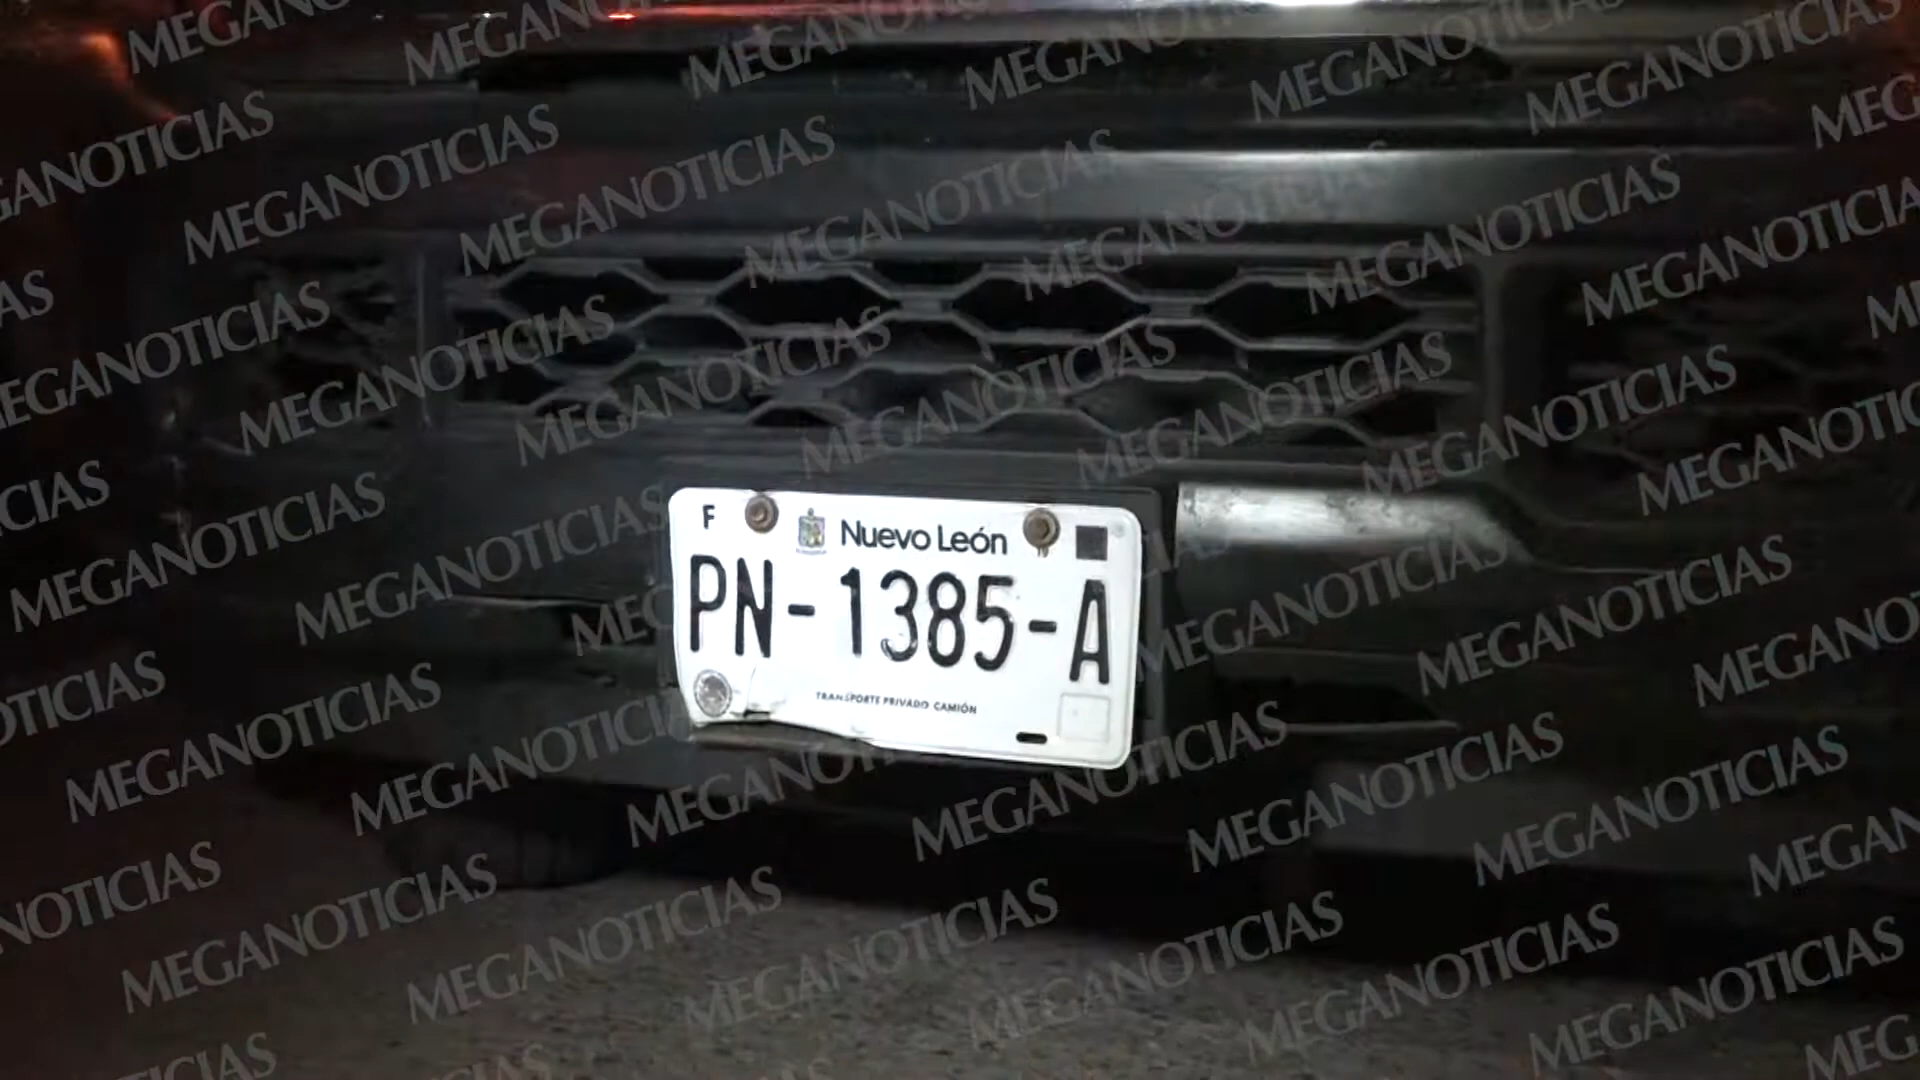 F Nuevo León
PN-1385-A
TRANSPORTE PRIVADO CAMIÓN
MEGANOTICIAS